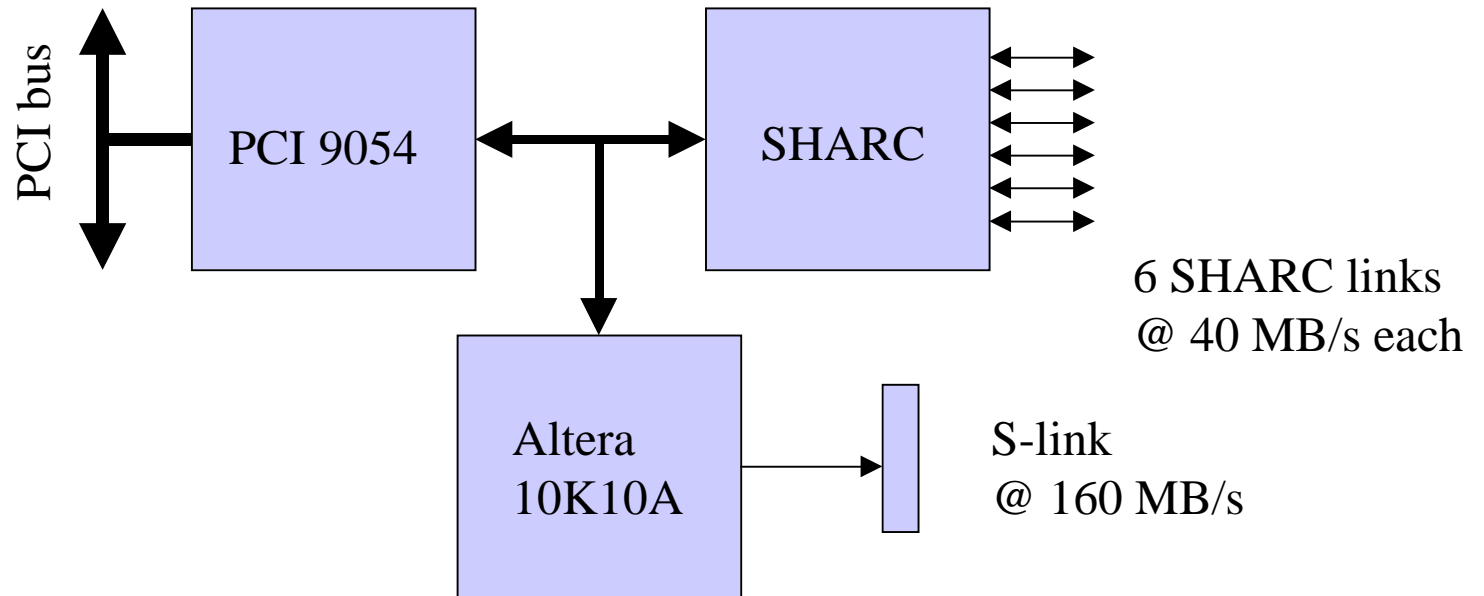 PCI bus
PCI 9054
SHARC
6 SHARC links
@ 40 MB/s each
Altera
10K10A
S-link
@ 160 MB/s